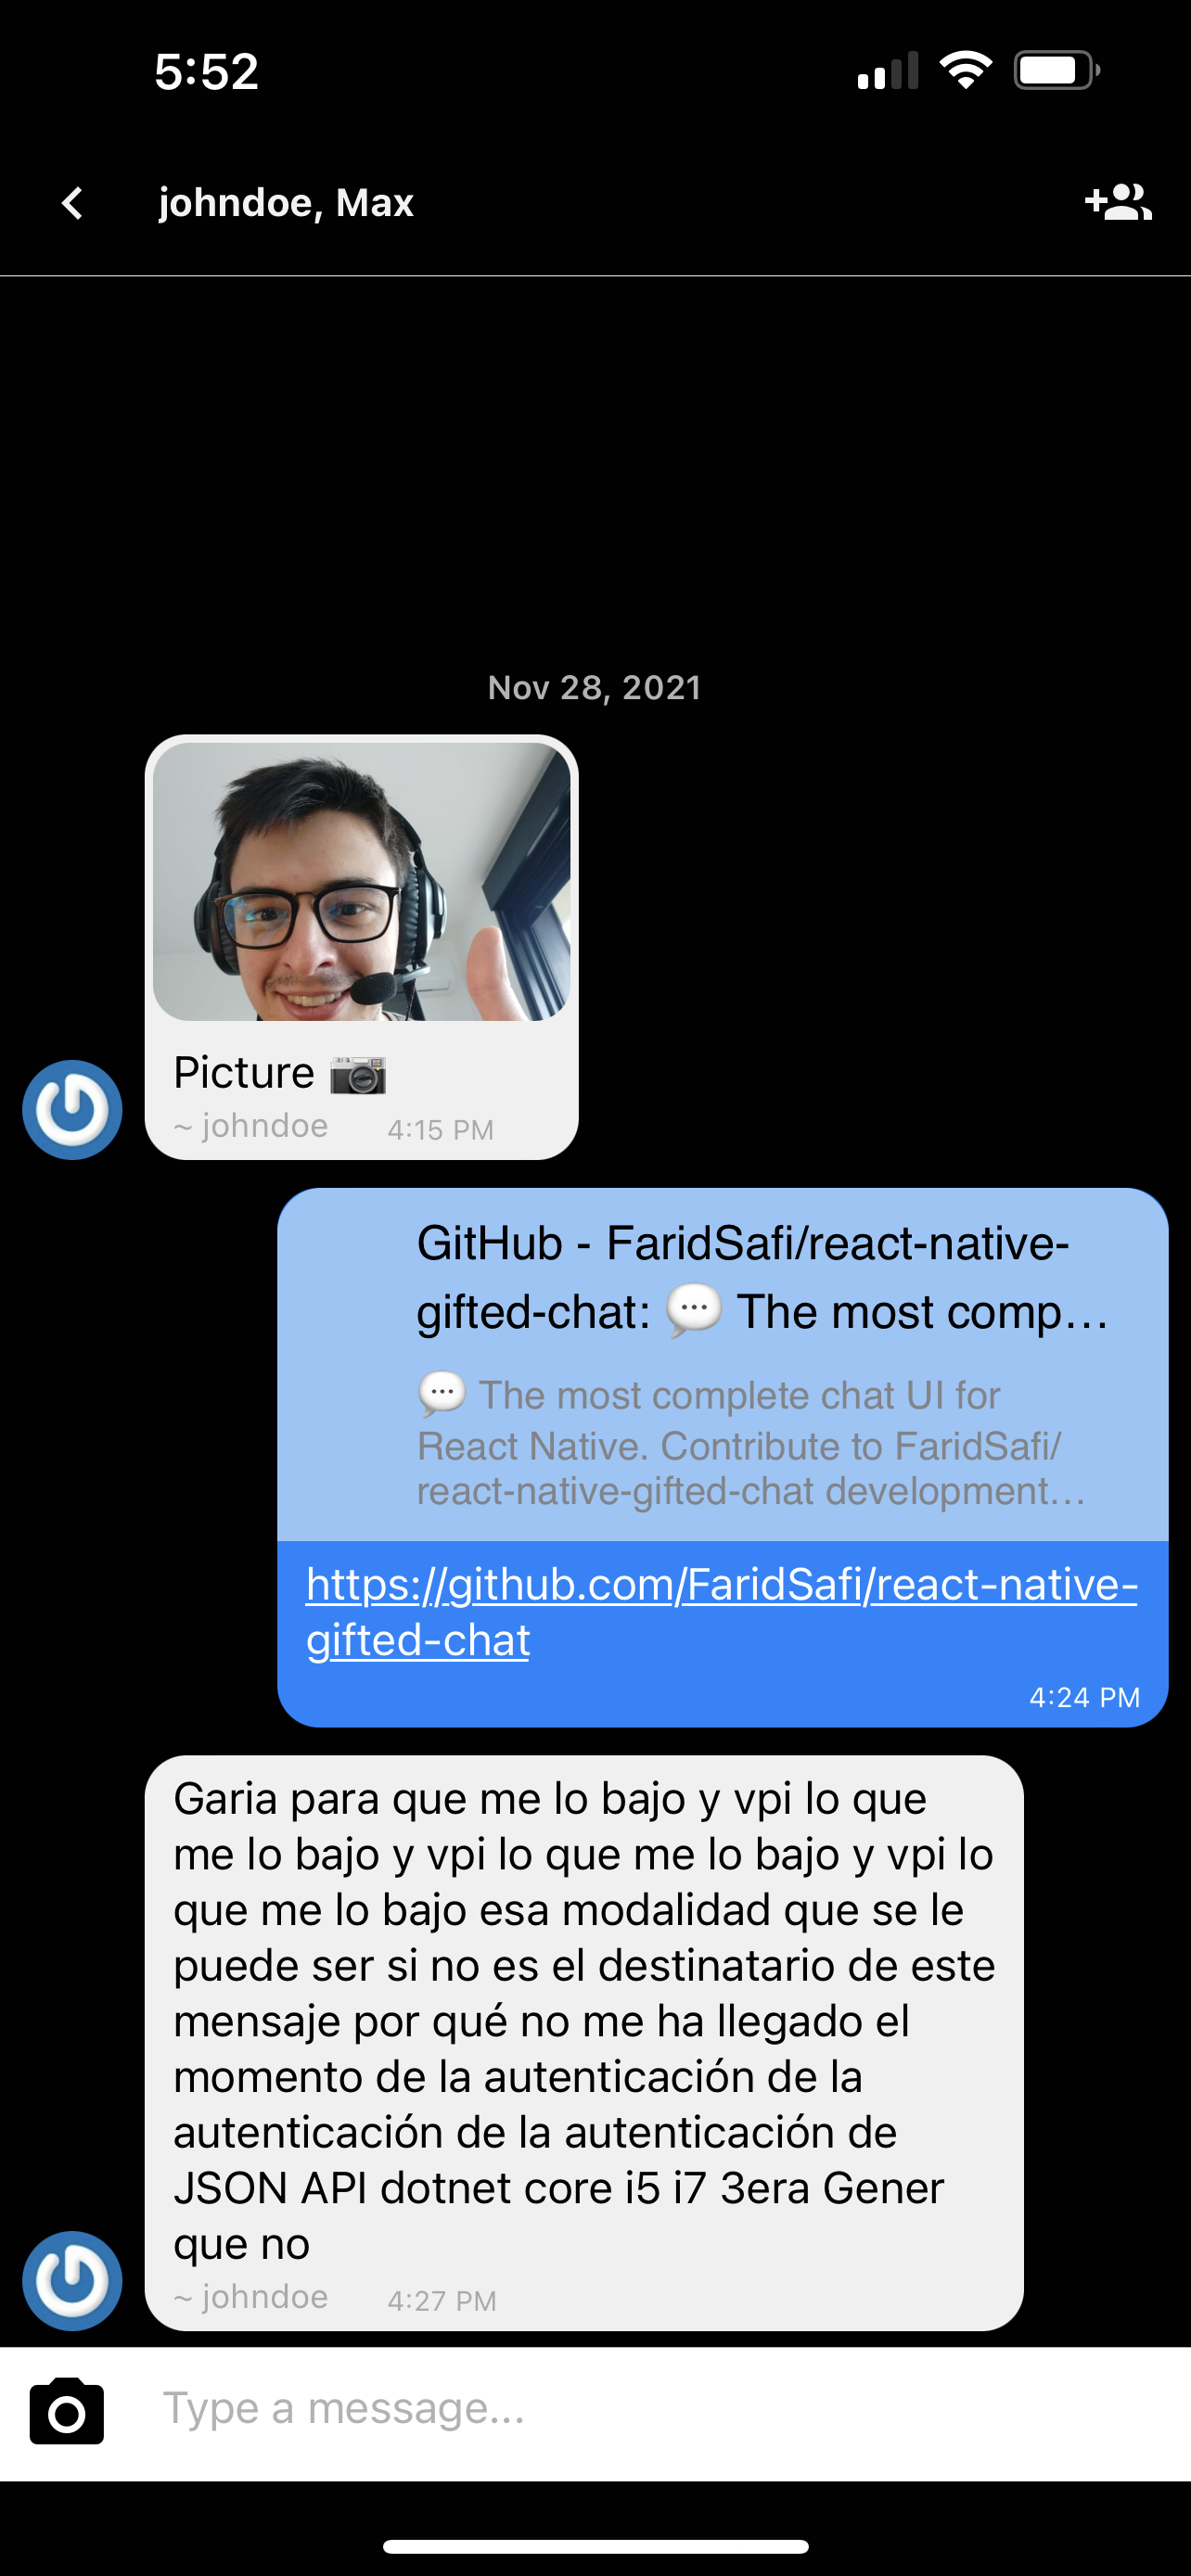 5:52
johndoe, Max
Nov 28, 2021
Picture 📷
~ johndoe 4:15 PM
GitHub - FaridSafi/react-native-
gifted-chat: 💬 The most comp...
💬 The most complete chat UI for
React Native. Contribute to FaridSafi/
react-native-gifted-chat development...
https://github.com/FaridSafi/react-native-
gifted-chat
4:24 PM
Garia para que me lo bajo y vpi lo que
me lo bajo y vpi lo que me lo bajo y vpi lo
que me lo bajo esa modalidad que se le
puede ser si no es el destinatario de este
mensaje por qué no me ha llegado el
momento de la autenticación de la
autenticación de la autenticación de
JSON API dotnet core i5 i7 3era Gener
que no
~ johndoe 4:27 PM
Type a message...